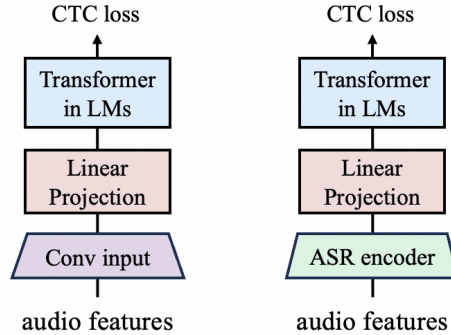 CTC loss
Transformer
in LMs
Linear
Projection
Conv input
audio features
CTC loss
Transformer
in LMs
Linear
Projection
ASR encoder
audio features